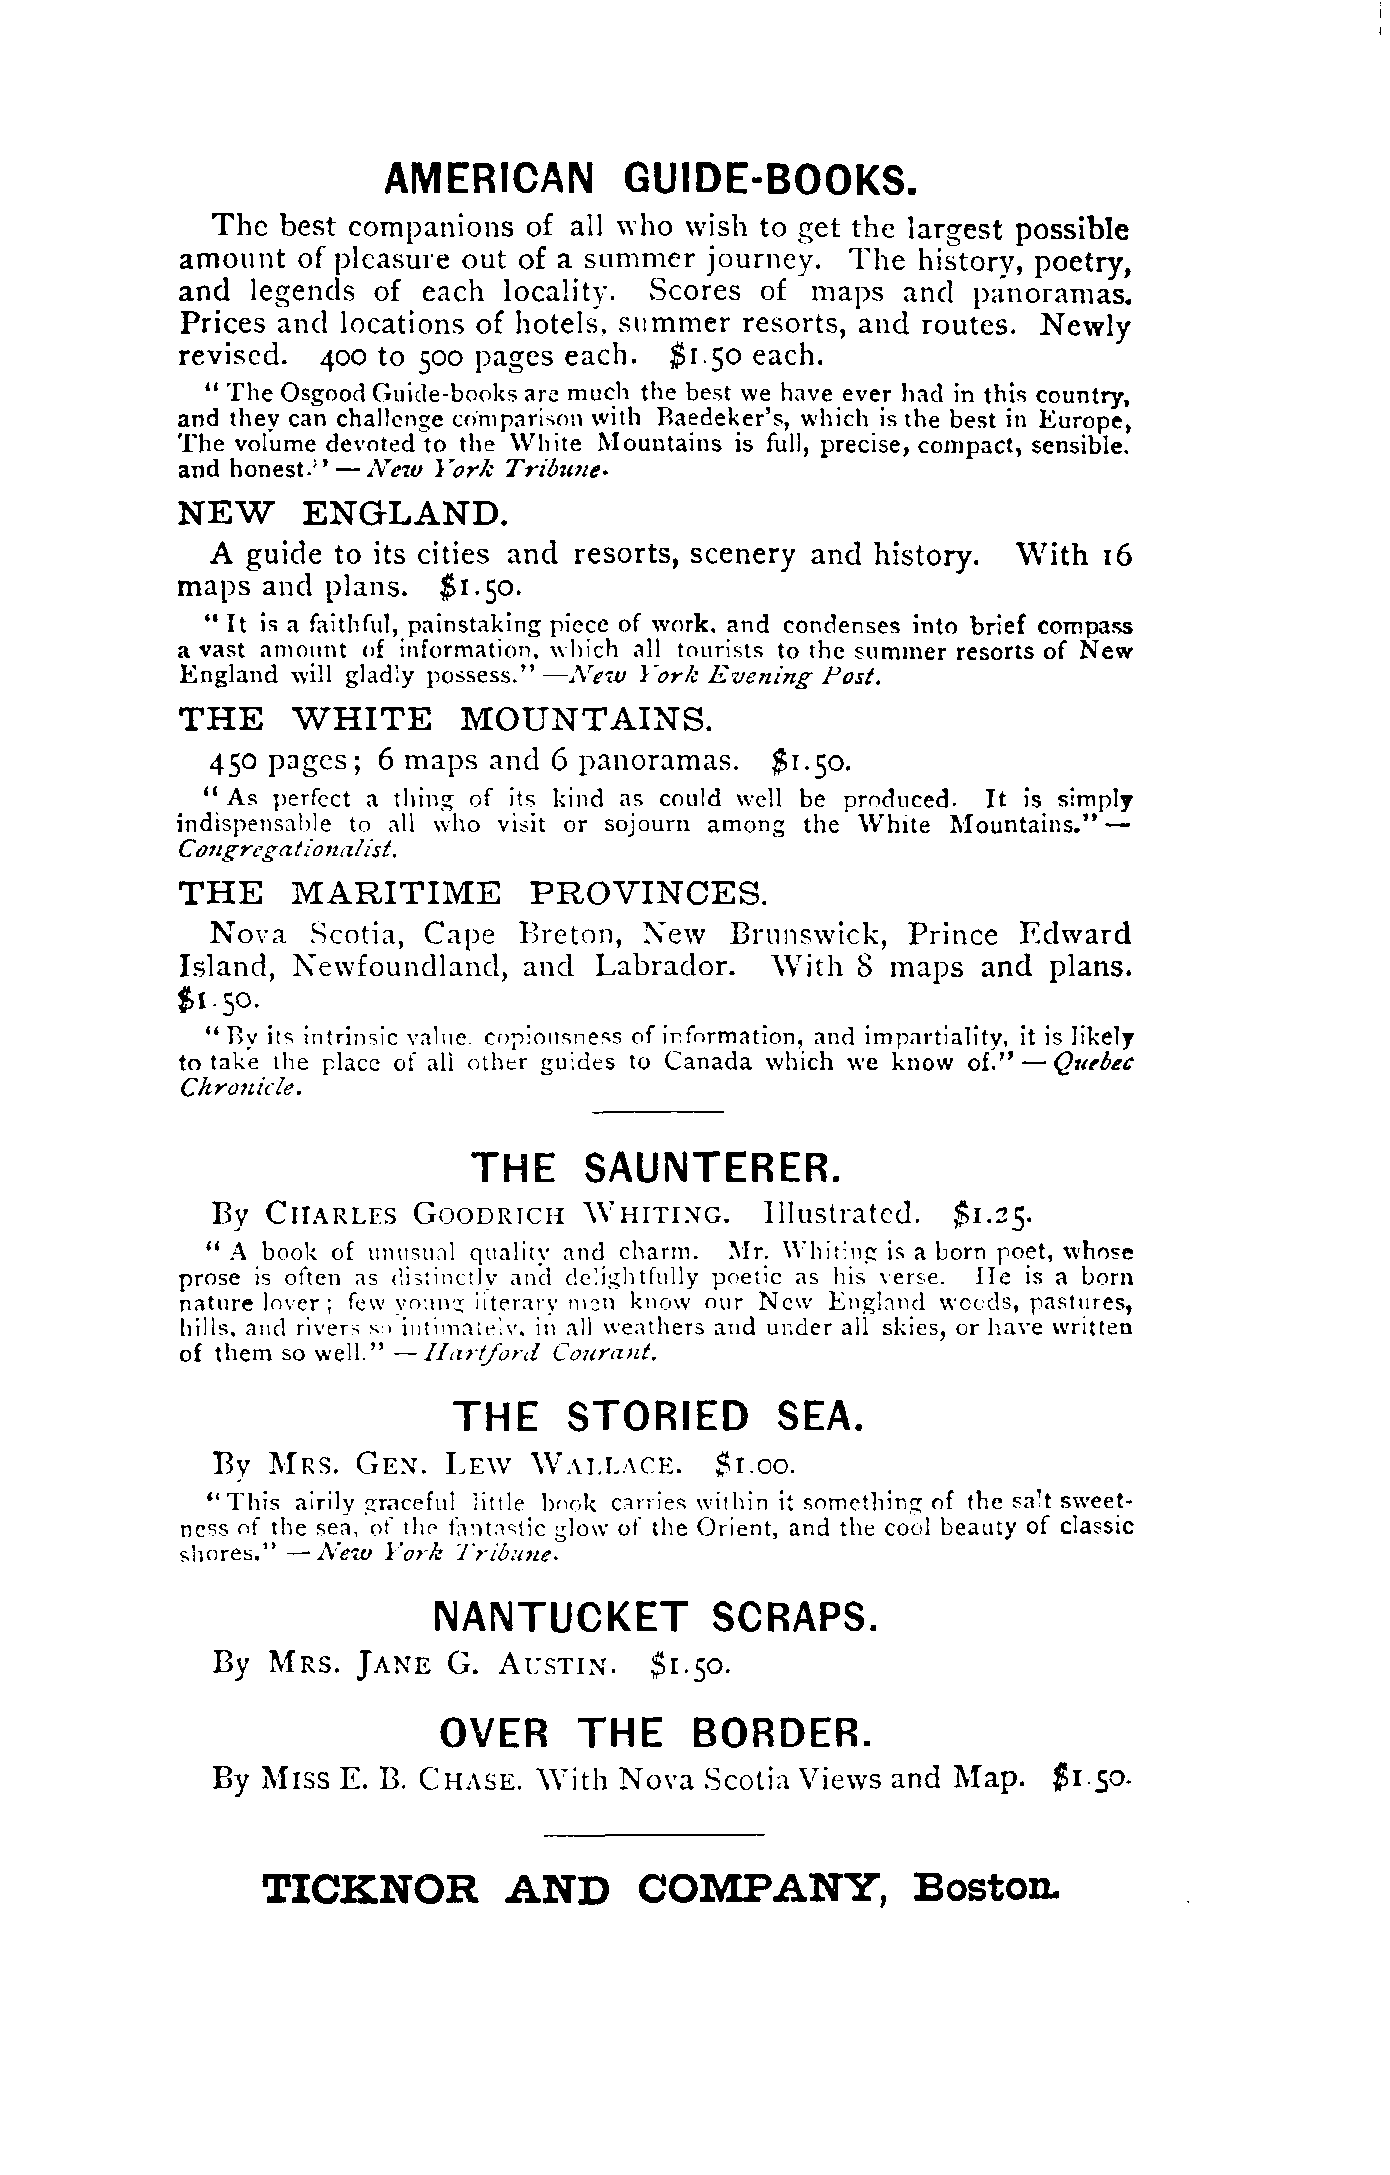 AMERICAN GUIDE-BOOKS.
The best companions of all who wish to get the largest possible
amount of pleasure out of a summer journey. The history, poetry,
and legends of each locality. Scores of maps and panoramas.
Prices and locations of hotels, summer resorts, and routes. Newly
revised. 400 to 500 pages each. $1.50 each.
“The Osgood Guide-books are much the best we have ever had in this country,
and they can challenge comparison with Baedeker's, which is the best in Europe,
The volume devoted to the White Mountains is full, precise, compact, sensible.
and honest.” — New York Tribune.
NEW ENGLAND.
A guide to its cities and resorts, scenery and history. With 16
maps and plans. $1.50.
“It is a faithful, painstaking piece of work, and condenses into brief compass
a vast amount of information, which all tourists to the summer resorts of New
England will gladly possess.” —New York Evening Post.
THE WHITE MOUNTAINS.
450 pages; 6 maps and 6 panoramas. $1.50.
“As perfect a thing of its kind as could well be produced. It is simply
indispensable to all who visit or sojourn among the White Mountains.” —
Congregationalist.
THE MARITIME PROVINCES.
Nova Scotia, Cape Breton, New Brunswick, Prince Edward
Island, Newfoundland, and Labrador. With 8 maps and plans.
$1.50.
“By its intrinsic value, copiousness of information, and impartiality, it is likely
to take the place of all other guides to Canada which we know of.” — Quebec
Chronicle.
THE SAUNTERER.
By CHARLES GOODRICH WHITING. Illustrated. $1.25.
“A book of unusual quality and charm. Mr. Whiting is a born poet, whose
prose is often as distinctly and delightfully poetic as his verse. He is a born
nature lover; few young literary men know our New England woods, pastures,
hills, and rivers so intimately, in all weathers and under all skies, or have written
of them so well.” — Hartford Courant.
THE STORIED SEA.
By MRS. GEN. LEW WALLACE. $1.00.
“This airily graceful little book carries within it something of the salt sweet-
ness of the sea, of the fantastic glow of the Orient, and the cool beauty of classic
shores.” — New York Tribune.
NANTUCKET SCRAPS.
By MRS. JANE G. AUSTIN. $1.50.
OVER THE BORDER.
By MISS E. B. CHASE. With Nova Scotia Views and Map. $1.50.
TICKNOR AND COMPANY, Boston.